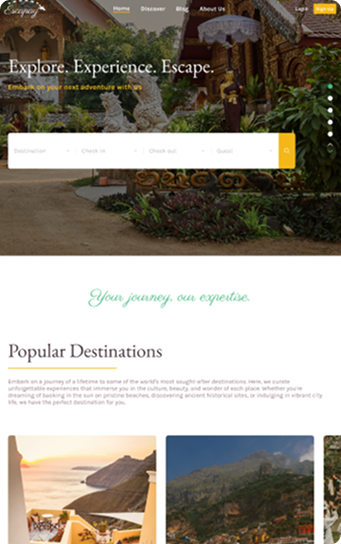 Escapay
Home Discover Blog About Us Login Sign up
Explore. Experience. Escape.
Embark on your next adventure with us
Destination Check in Check out Guest
Your journey, our expertise.
Popular Destinations
Embark on a journey of a lifetime to some of the world's most sought-after destinations. Here, we curate
unforgettable experiences that immerse you in the culture, beauty, and wonder of each place. Whether you're
dreaming of basking in the sun on pristine beaches, discovering ancient historical sites, or indulging in vibrant city
life, we have the perfect destination for you.